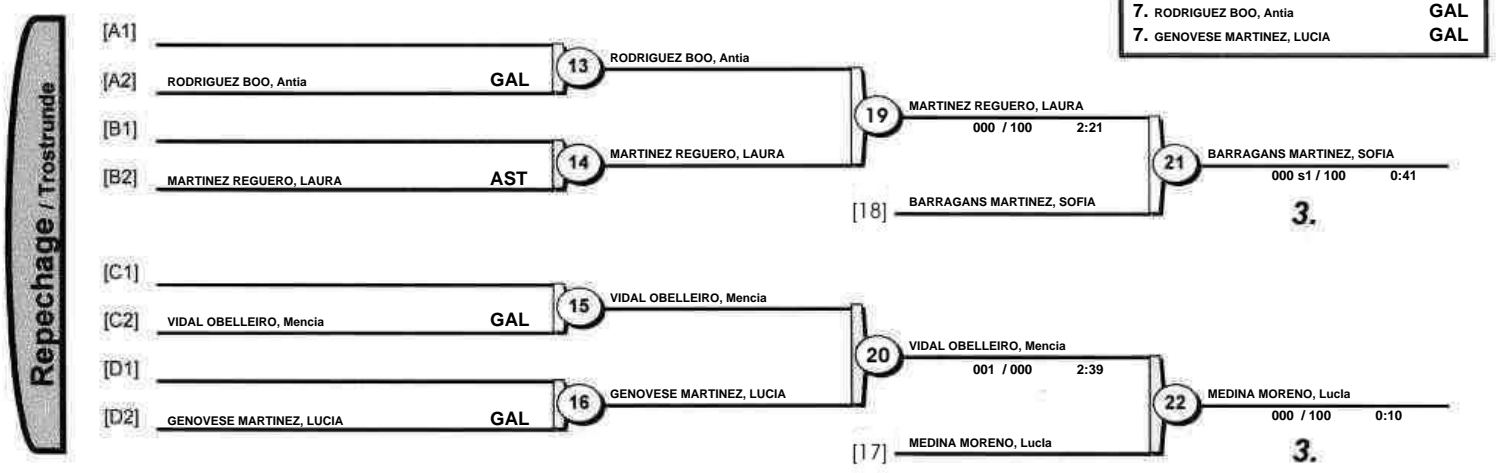 7. RODRIGUEZ BOO, Antia GAL
7. GENOVESE MARTINEZ, LUCIA GAL
Repechage / Trostrunde
[A1]
13 RODRIGUEZ BOO, Antia
[A2] RODRIGUEZ BOO, Antia GAL
19 MARTINEZ REGUERO, LAURA
000 / 100 2:21
[B1]
14 MARTINEZ REGUERO, LAURA
[B2] MARTINEZ REGUERO, LAURA AST
21 BARRAGANS MARTINEZ, SOFIA
000 s1 / 100 0:41
[18] BARRAGANS MARTINEZ, SOFIA
3.
[C1]
15 VIDAL OBELLEIRO, Mencia
[C2] VIDAL OBELLEIRO, Mencia GAL
20 VIDAL OBELLEIRO, Mencia
001 / 000 2:39
[D1]
16 GENOVESE MARTINEZ, LUCIA
[D2] GENOVESE MARTINEZ, LUCIA GAL
22 MEDINA MORENO, Lucla
000 / 100 0:10
[17] MEDINA MORENO, Lucla
3.